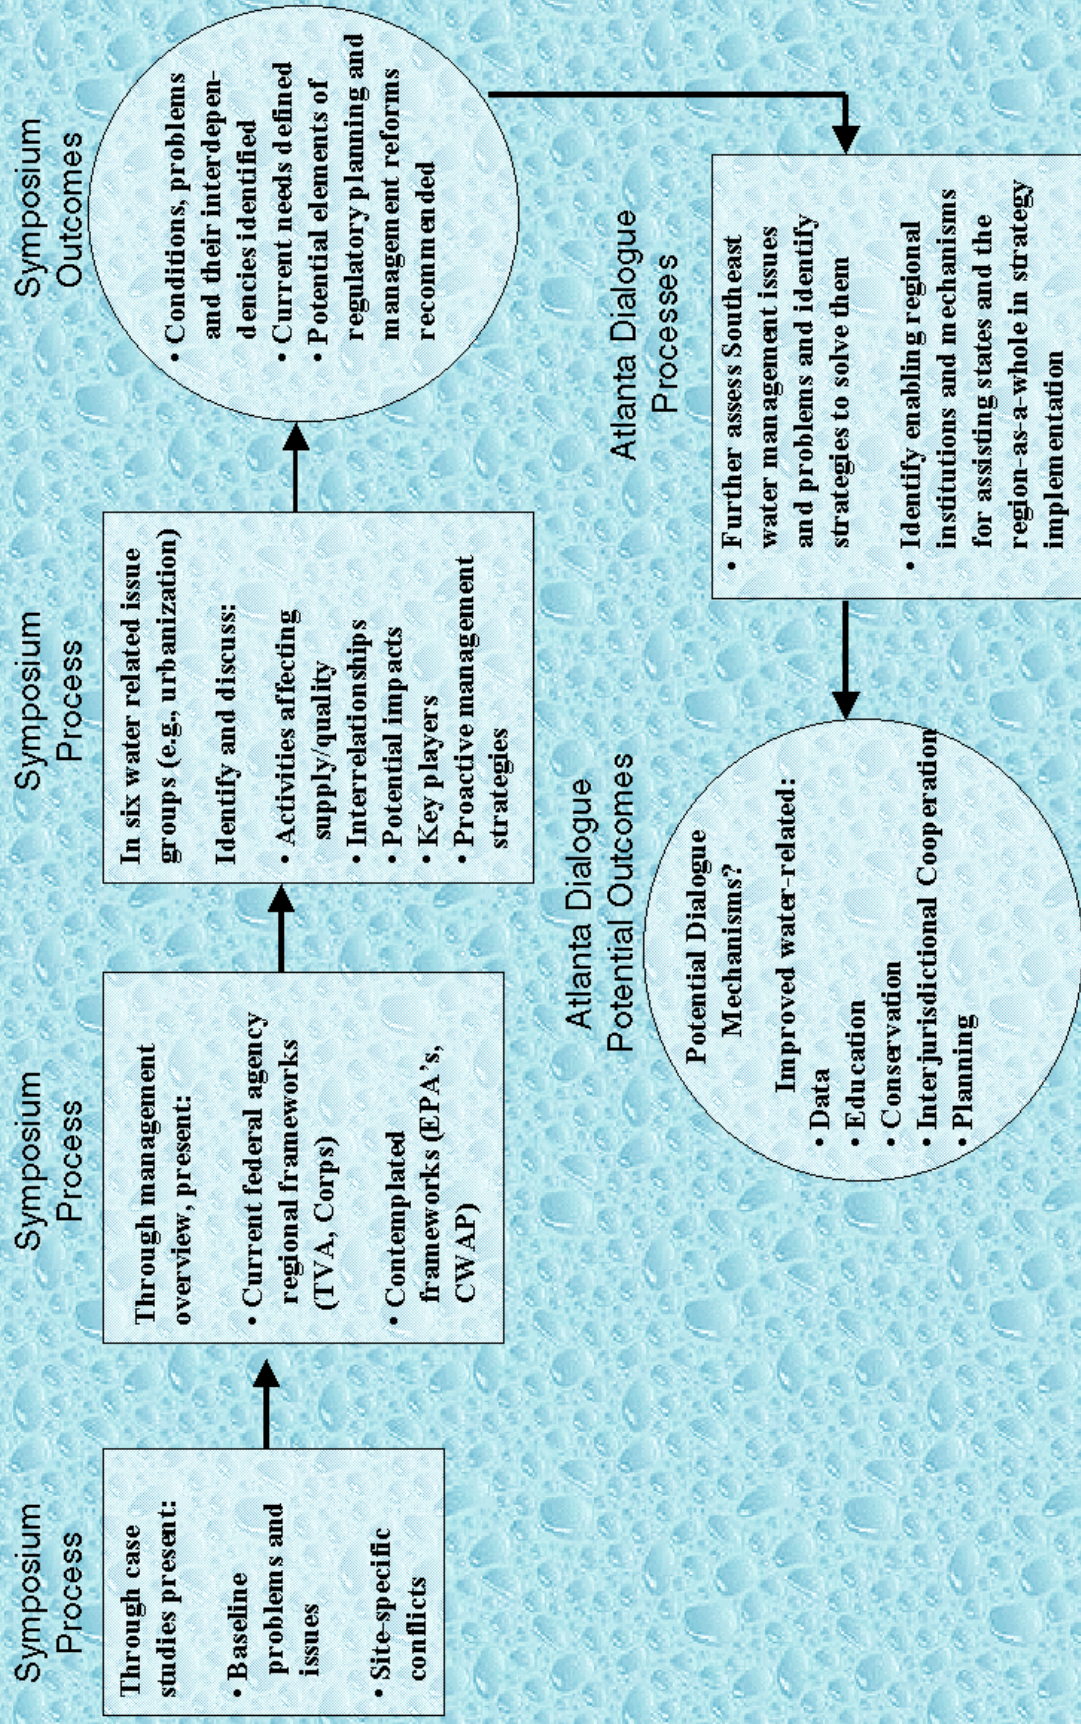 Symposium
Process
Through case
studies present:
• Baseline
problems and
issues
• Site-specific
conflicts
Symposium
Process
Through management
overview, present:
• Current federal agency
regional frameworks
(TVA, Corps)
• Contemplated
frameworks (EPA's,
CWAP)
Symposium
Process
In six water related issue
groups (e.g., urbanization)
Identify and discuss:
• Activities affecting
supply/quality
• Interrelationships
• Potential impacts
• Key players
• Proactive management
strategies
Symposium
Outcomes
• Conditions, problems
and their interdepen-
dencies identified
• Current needs defined
• Potential elements of
regulatory planning and
management reforms
recommended
Atlanta Dialogue
Processes
• Further assess Southeast
water management issues
and problems and identify
strategies to solve them
• Identify enabling regional
institutions and mechanisms
for assisting states and the
region-as-a-whole in strategy
implementation
Atlanta Dialogue
Potential Outcomes
Potential Dialogue
Mechanisms?
Improved water-related:
• Data
• Education
• Conservation
• Interjurisdictional Cooperation
• Planning